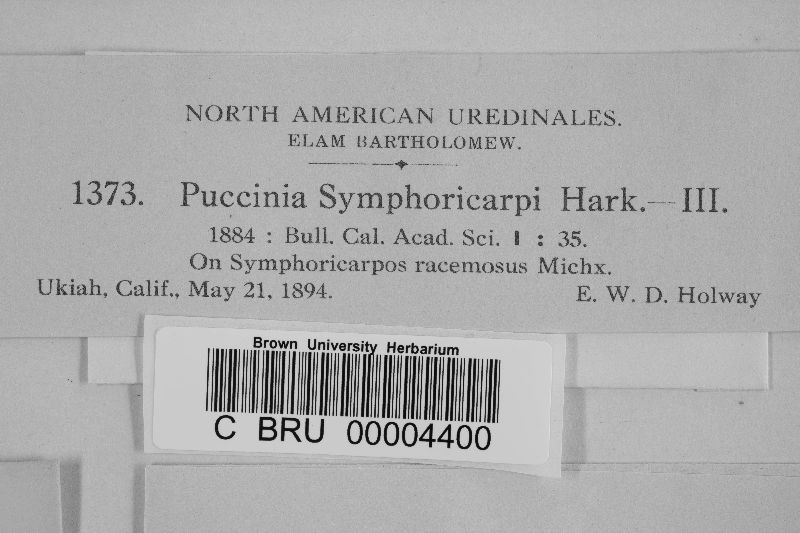 NORTH AMERICAN UREDINALES.
ELAM BARTHOLOMEW.
1373. Puccinia Symphoricarpi Hark.—III.
1884 : Bull. Cal. Acad. Sci. I : 35.
On Symphoricarpos racemosus Michx.
Ukiah, Calif., May 21, 1894. E. W. D. Holway
Brown University Herbarium
C BRU 00004400